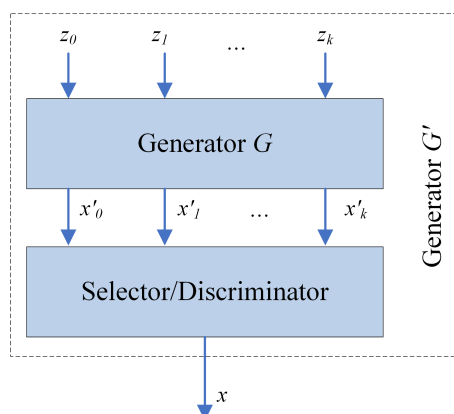 z₀ z₁ ... zₖ
Generator G
x'₀ x'₁ ... x'ₖ
Selector/Discriminator
x
Generator G'